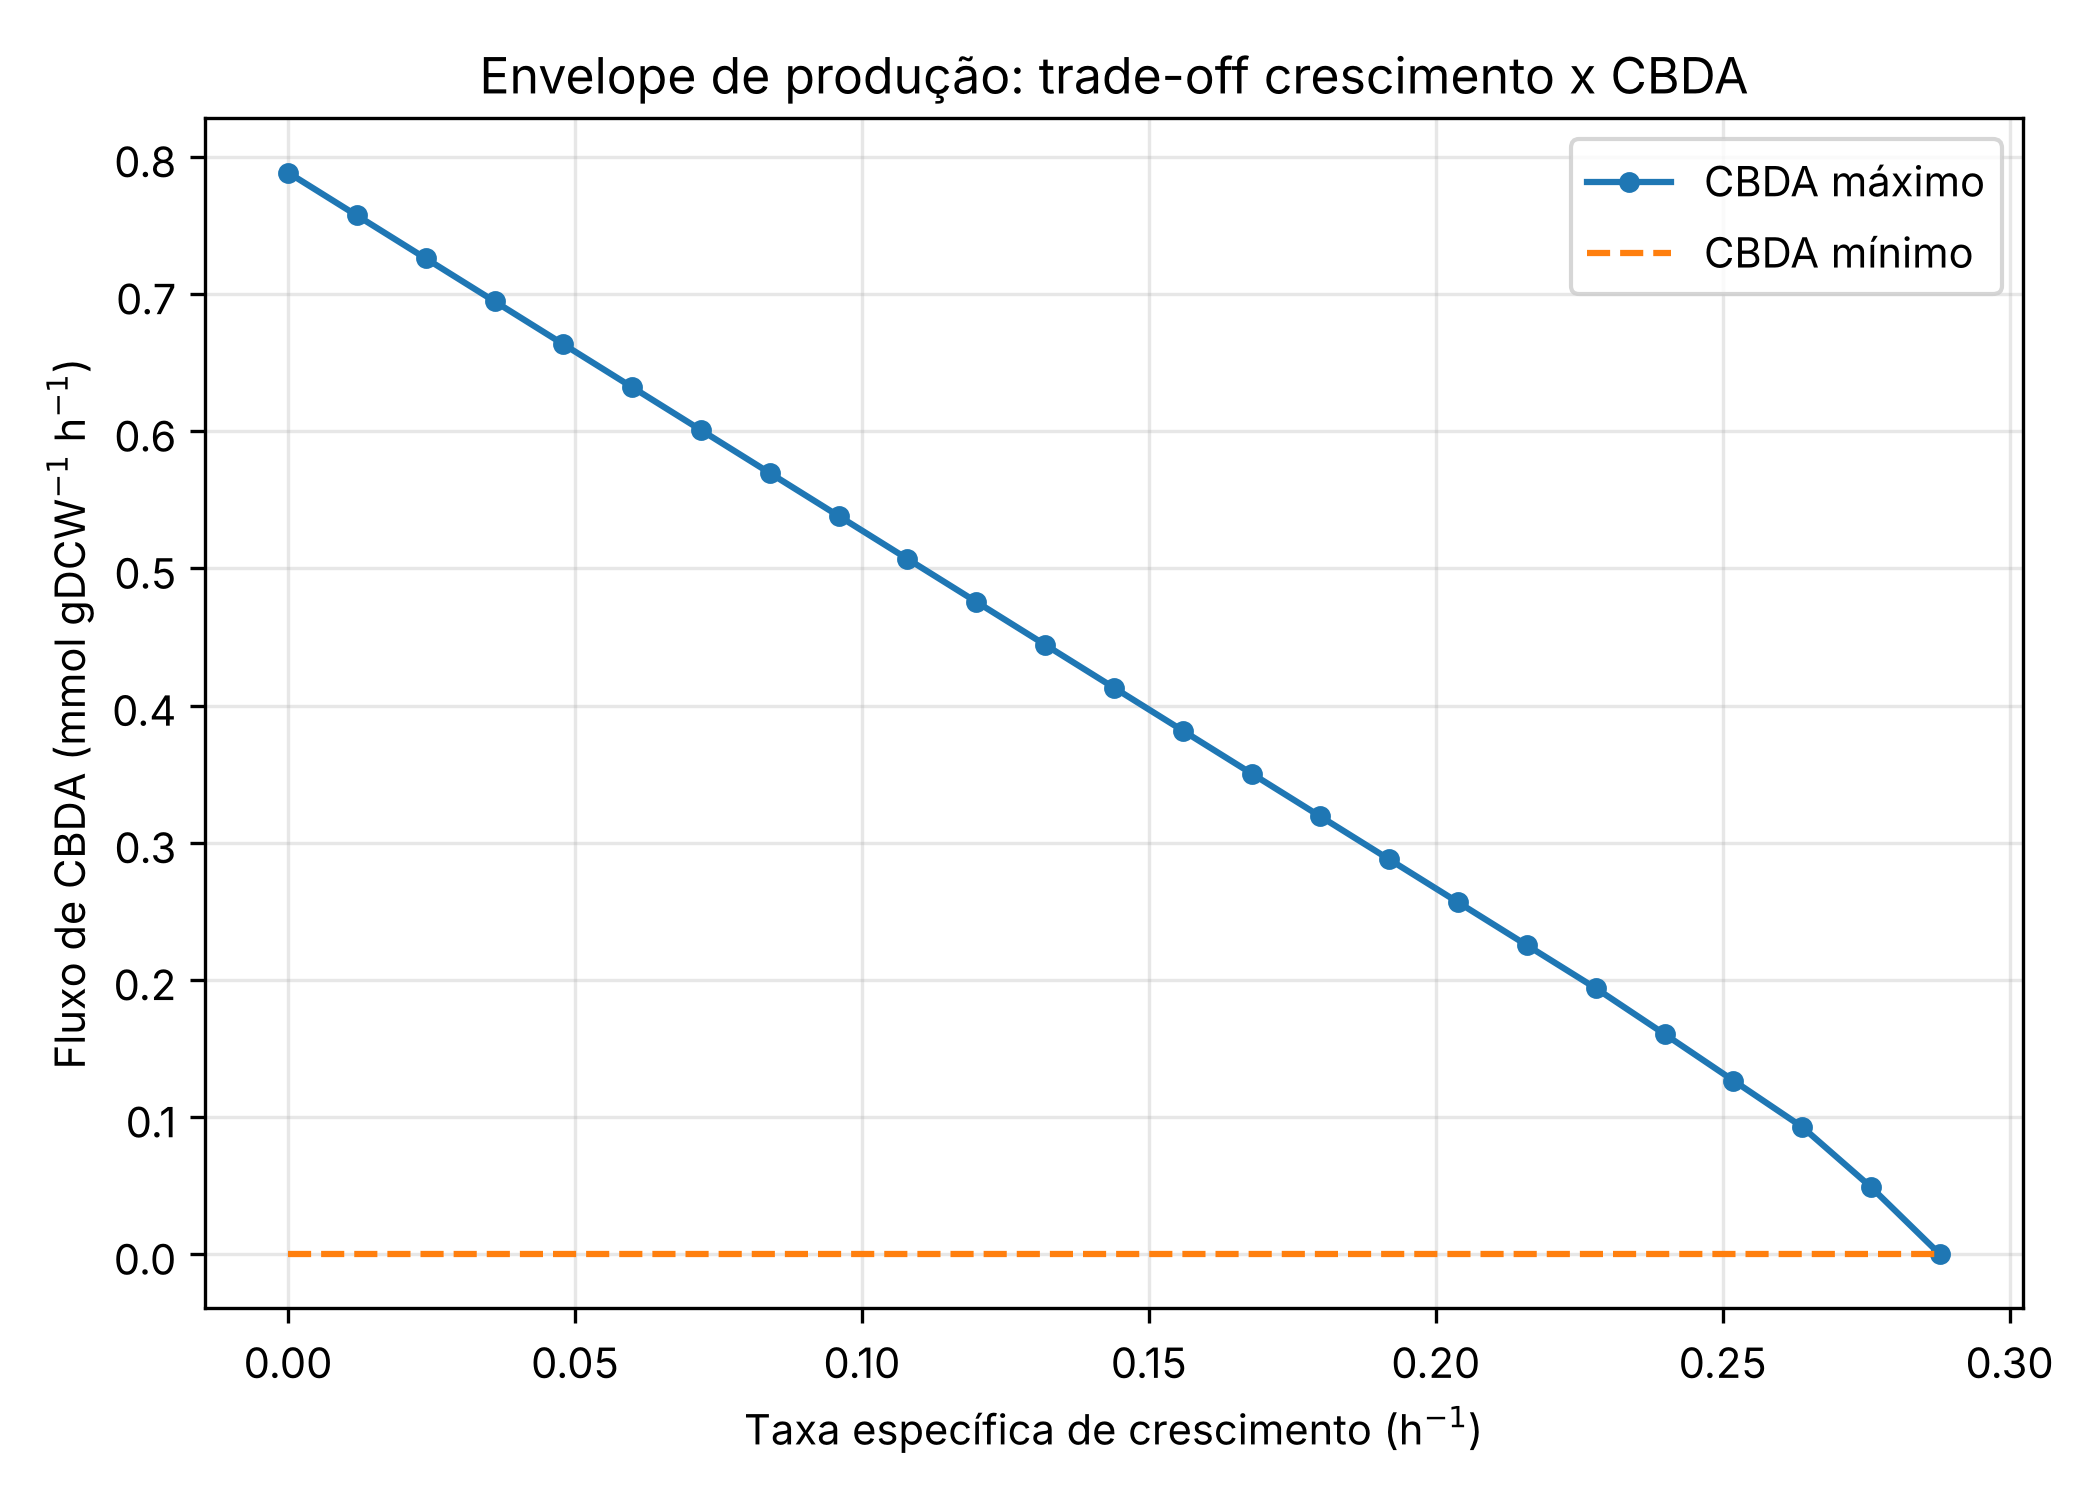 Envelope de produção: trade-off crescimento x CBDA
CBDA máximo
CBDA mínimo
Fluxo de CBDA (mmol gDCW⁻¹ h⁻¹)
0.8
0.7
0.6
0.5
0.4
0.3
0.2
0.1
0.0
0.00 0.05 0.10 0.15 0.20 0.25 0.30
Taxa específica de crescimento (h⁻¹)